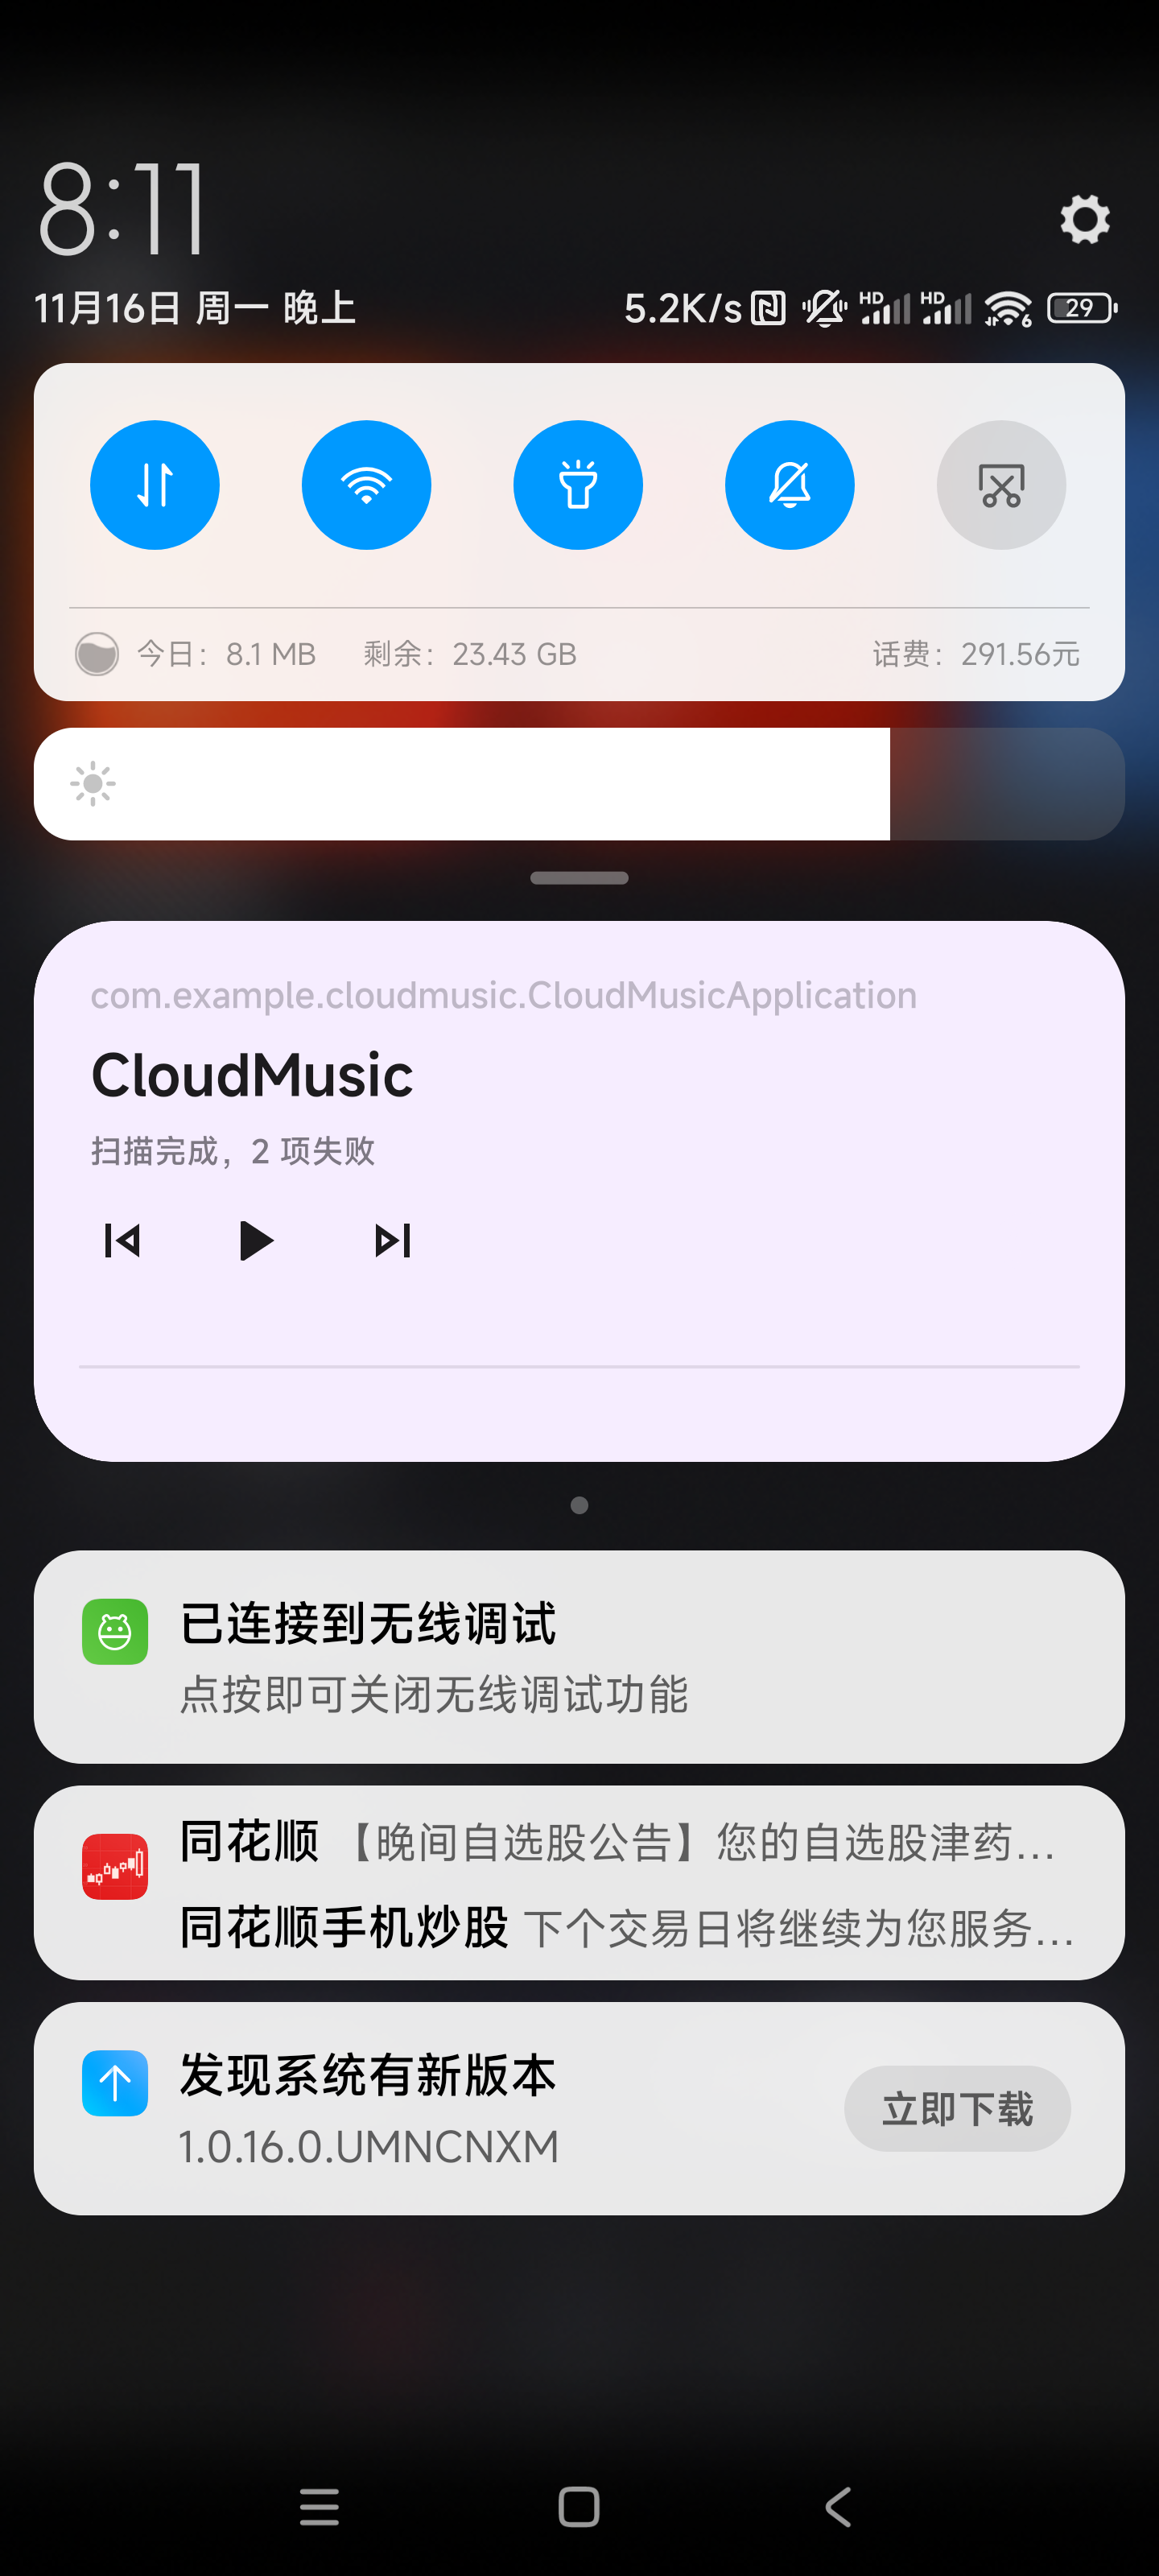 8:11
11月16日 周一 晚上
5.2K/s HD HD 6 29
今日：8.1 MB 剩余：23.43 GB 话费：291.56元
com.example.cloudmusic.CloudMusicApplication
CloudMusic
扫描完成，2 项失败
已连接到无线调试
点按即可关闭无线调试功能
同花顺 【晚间自选股公告】您的自选股津药...
同花顺手机炒股 下个交易日将继续为您服务...
发现系统有新版本
1.0.16.0.UMNCNXM
立即下载